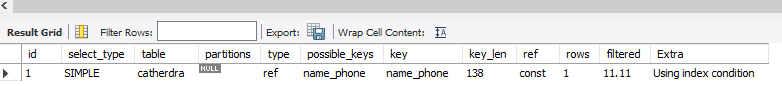 Result Grid Filter Rows: Export: Wrap Cell Content:
id select_type table partitions type possible_keys key key_len ref rows filtered Extra
1 SIMPLE catherdra NULL ref name_phone name_phone 138 const 1 11.11 Using index condition